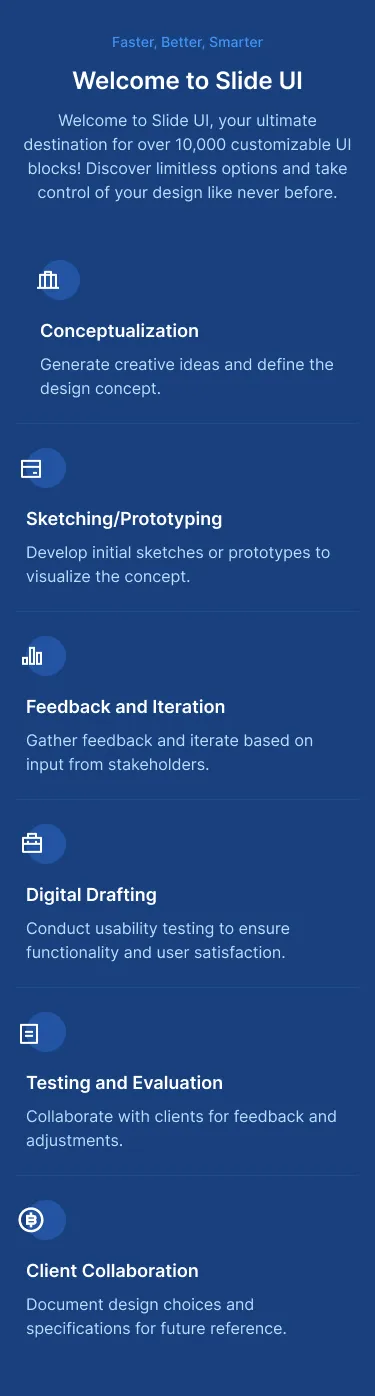 Faster, Better, Smarter
Welcome to Slide UI
Welcome to Slide UI, your ultimate
destination for over 10,000 customizable UI
blocks! Discover limitless options and take
control of your design like never before.
Conceptualization
Generate creative ideas and define the
design concept.
Sketching/Prototyping
Develop initial sketches or prototypes to
visualize the concept.
Feedback and Iteration
Gather feedback and iterate based on
input from stakeholders.
Digital Drafting
Conduct usability testing to ensure
functionality and user satisfaction.
Testing and Evaluation
Collaborate with clients for feedback and
adjustments.
Client Collaboration
Document design choices and
specifications for future reference.